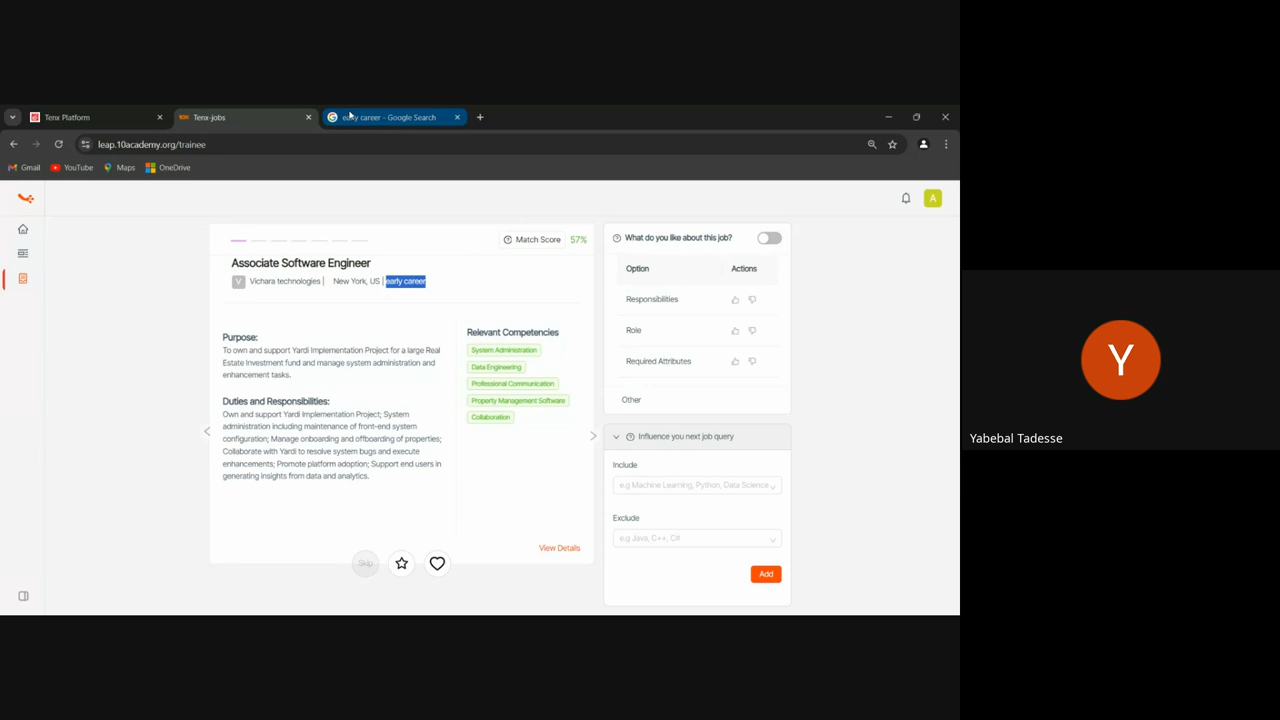 Tenx Platform
Tenx-jobs
early career - Google Search
leap.10academy.org/trainee
Gmail
YouTube
Maps
OneDrive
A
Match Score 57%
Associate Software Engineer
V Vichara technologies | New York, US | early career
Purpose:
To own and support Yardi Implementation Project for a large Real
Estate Investment fund and manage system administration and
enhancement tasks.
Duties and Responsibilities:
Own and support Yardi Implementation Project; System
administration including maintenance of front-end system
configuration; Manage onboarding and offboarding of properties;
Collaborate with Yardi to resolve system bugs and execute
enhancements; Promote platform adoption; Support end users in
generating insights from data and analytics.
Relevant Competencies
System Administration
Data Engineering
Professional Communication
Property Management Software
Collaboration
View Details
Skip
What do you like about this job?
Option Actions
Responsibilities
Role
Required Attributes
Other
Influence you next job query
Include
e.g Machine Learning, Python, Data Science
Exclude
e.g Java, C++, C#
Add
Y
Yabebal Tadesse